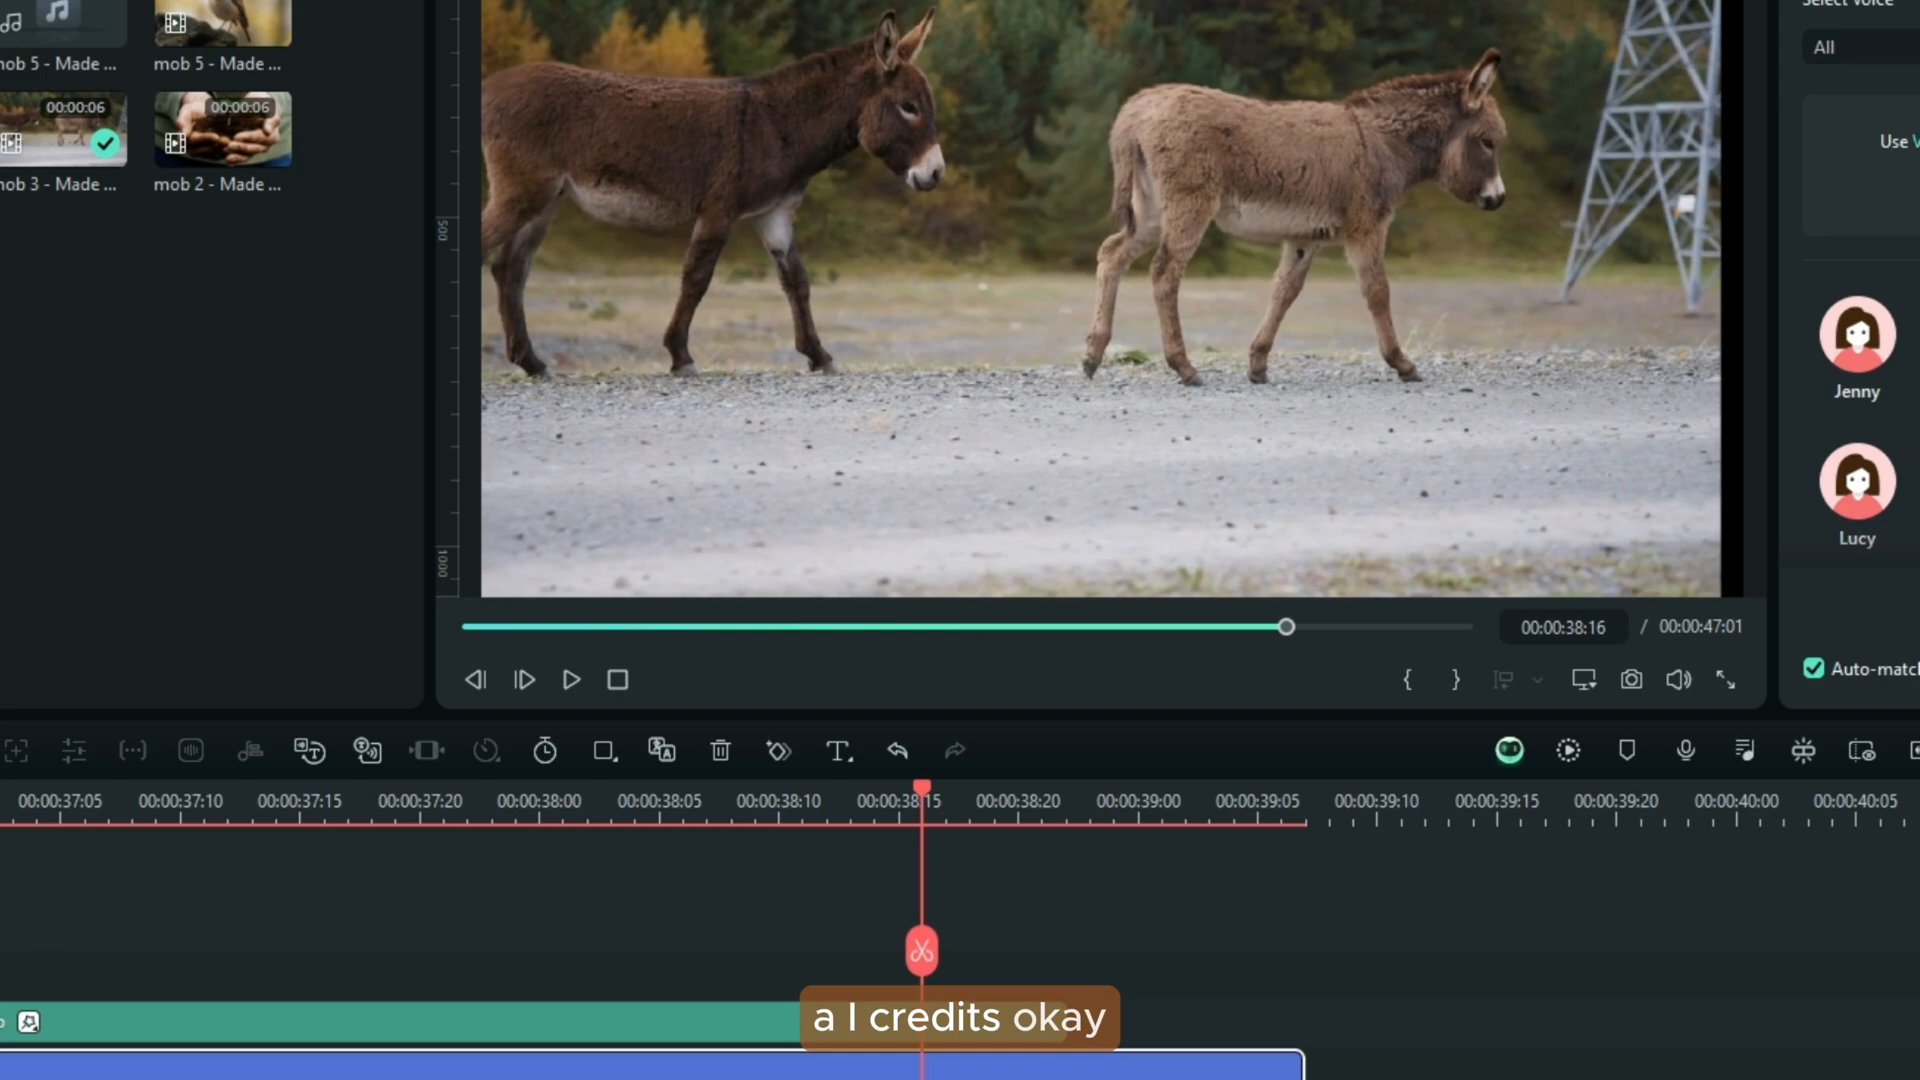 Select voice
All
mob 5 - Made ...
mob 5 - Made ...
00:00:06
00:00:06
mob 3 - Made ...
mob 2 - Made ...
Use V
500
1000
Jenny
Lucy
00:00:38:16 / 00:00:47:01
Auto-match
00:00:37:05 00:00:37:10 00:00:37:15 00:00:37:20 00:00:38:00 00:00:38:05 00:00:38:10 00:00:38:15 00:00:38:20 00:00:39:00 00:00:39:05 00:00:39:10 00:00:39:15 00:00:39:20 00:00:40:00 00:00:40:05
a I credits okay